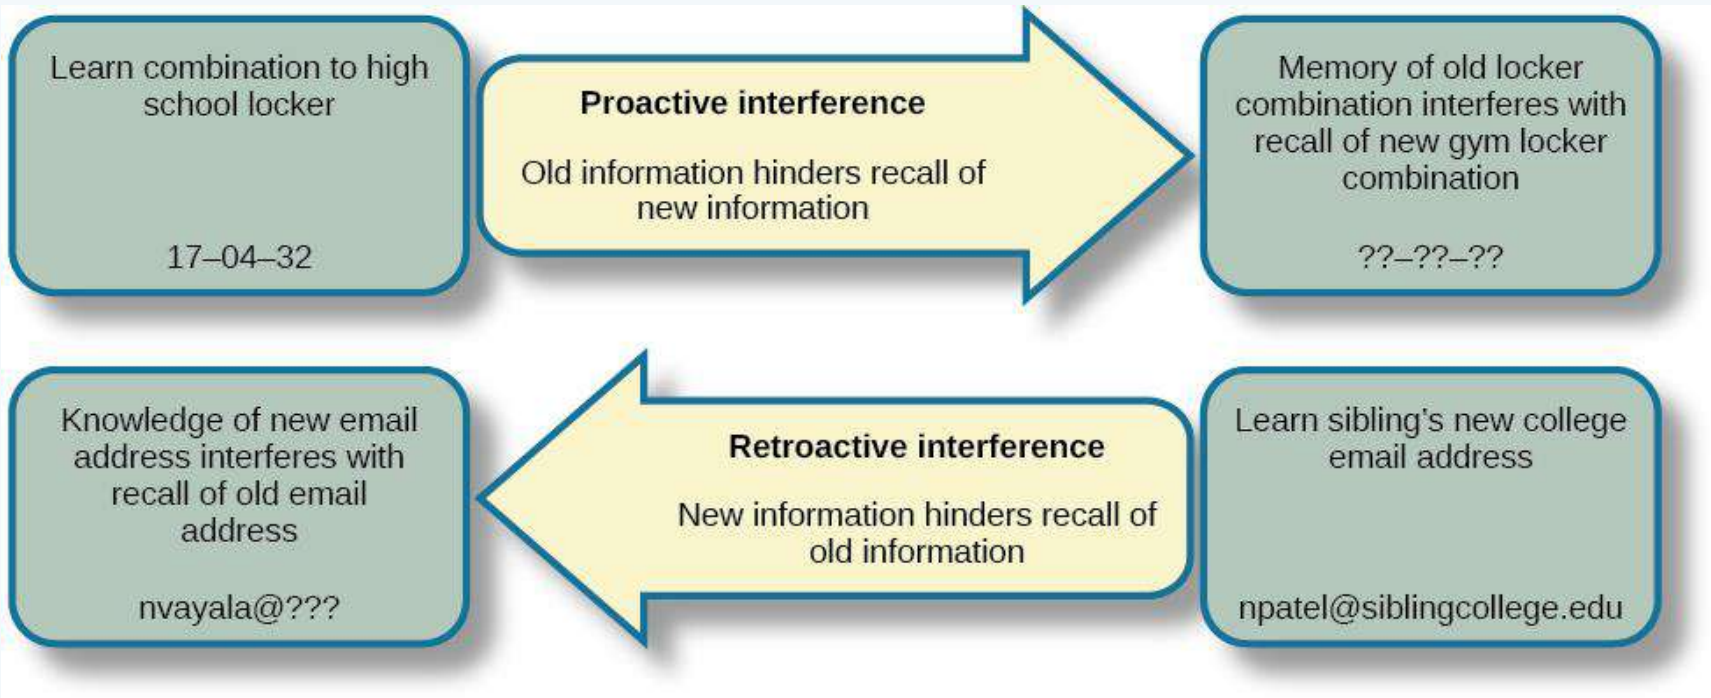 Learn combination to high
school locker
17–04–32
Proactive interference
Old information hinders recall of
new information
Memory of old locker
combination interferes with
recall of new gym locker
combination
??–??–??
Knowledge of new email
address interferes with
recall of old email
address
nvayala@???
Retroactive interference
New information hinders recall of
old information
Learn sibling’s new college
email address
npatel@siblingcollege.edu